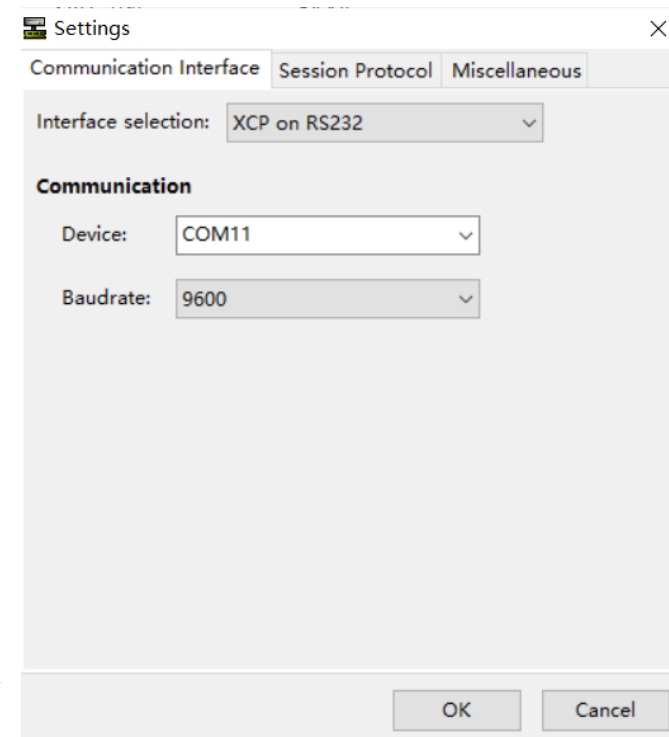 Settings
Communication Interface Session Protocol Miscellaneous
Interface selection: XCP on RS232
Communication
Device: COM11
Baudrate: 9600
OK Cancel